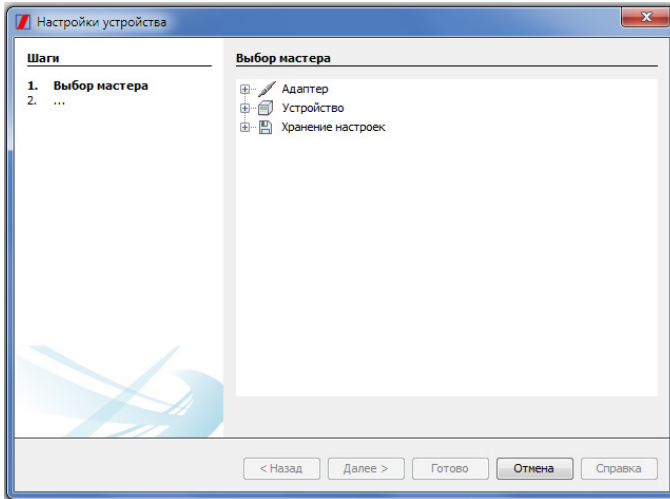 Настройки устройства
Шаги
1. Выбор мастера
2. ...
Выбор мастера
Адаптер
Устройство
Хранение настроек
< Назад
Далее >
Готово
Отмена
Справка